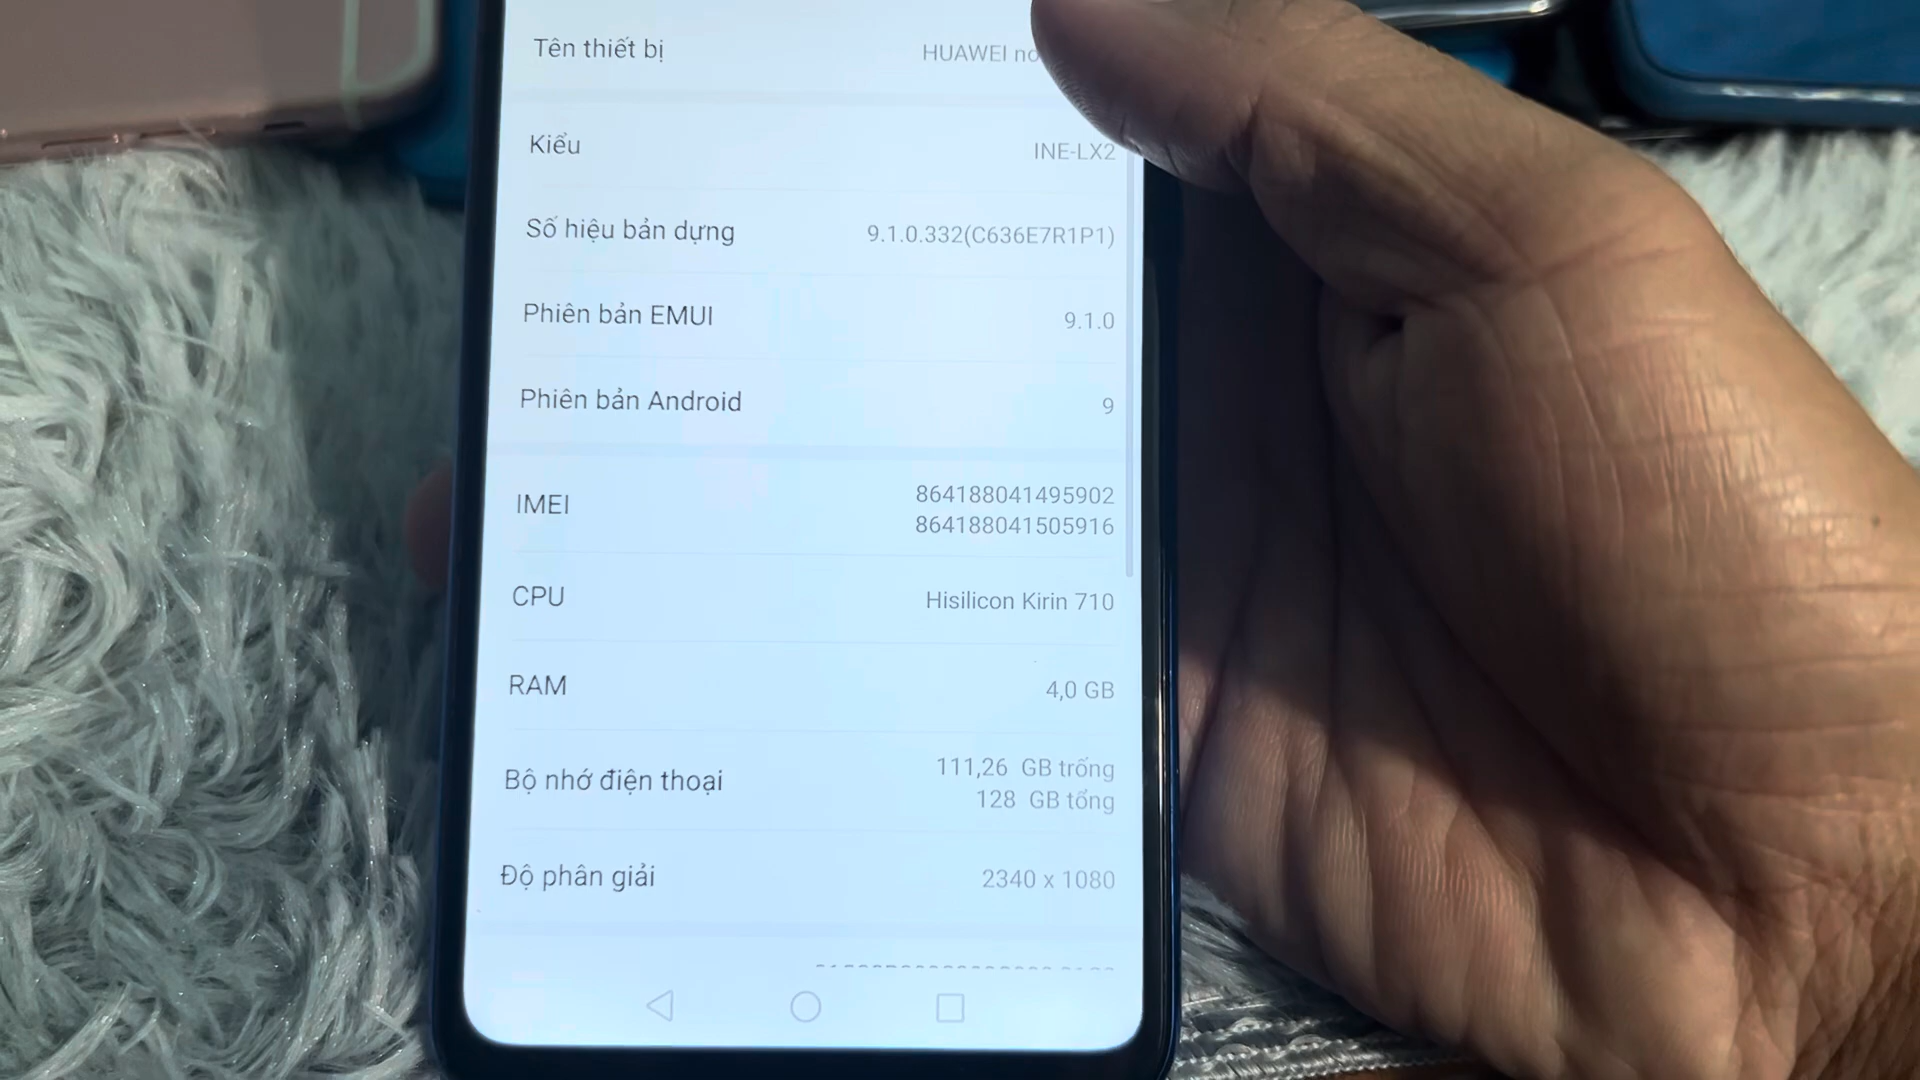 Tên thiết bị HUAWEI
Kiểu INE-LX2
Số hiệu bản dựng 9.1.0.332(C636E7R1P1)
Phiên bản EMUI 9.1.0
Phiên bản Android 9
IMEI 864188041495902
864188041505916
CPU Hisilicon Kirin 710
RAM 4,0 GB
Bộ nhớ điện thoại 111,26 GB trống
128 GB tổng
Độ phân giải 2340 x 1080